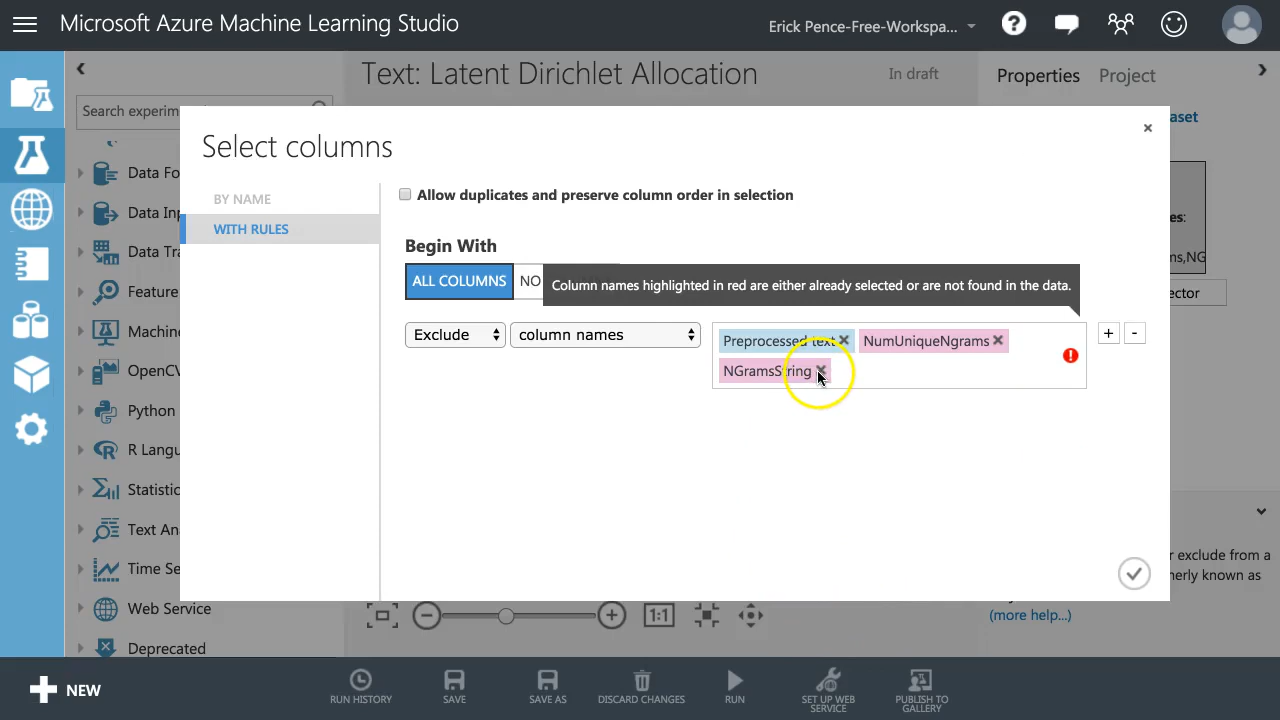 Microsoft Azure Machine Learning Studio
Erick Pence-Free-Workspa...
Text: Latent Dirichlet Allocation
In draft
Properties
Project
Search experim
Data Fo
Data Inp
Data Tra
Feature
Machine
OpenCV
Python
R Langu
Statistic
Text An
Time Se
Web Service
Deprecated
Select columns
BY NAME
WITH RULES
Allow duplicates and preserve column order in selection
Begin With
ALL COLUMNS
NO
Column names highlighted in red are either already selected or are not found in the data.
Exclude
column names
Preprocessed text
NumUniqueNgrams
NGramsString
+
-
aset
es:
ms,NG
ector
r exclude from a
nerly known as
(more help...)
1:1
NEW
RUN HISTORY
SAVE
SAVE AS
DISCARD CHANGES
RUN
SET UP WEB
SERVICE
PUBLISH TO
GALLERY